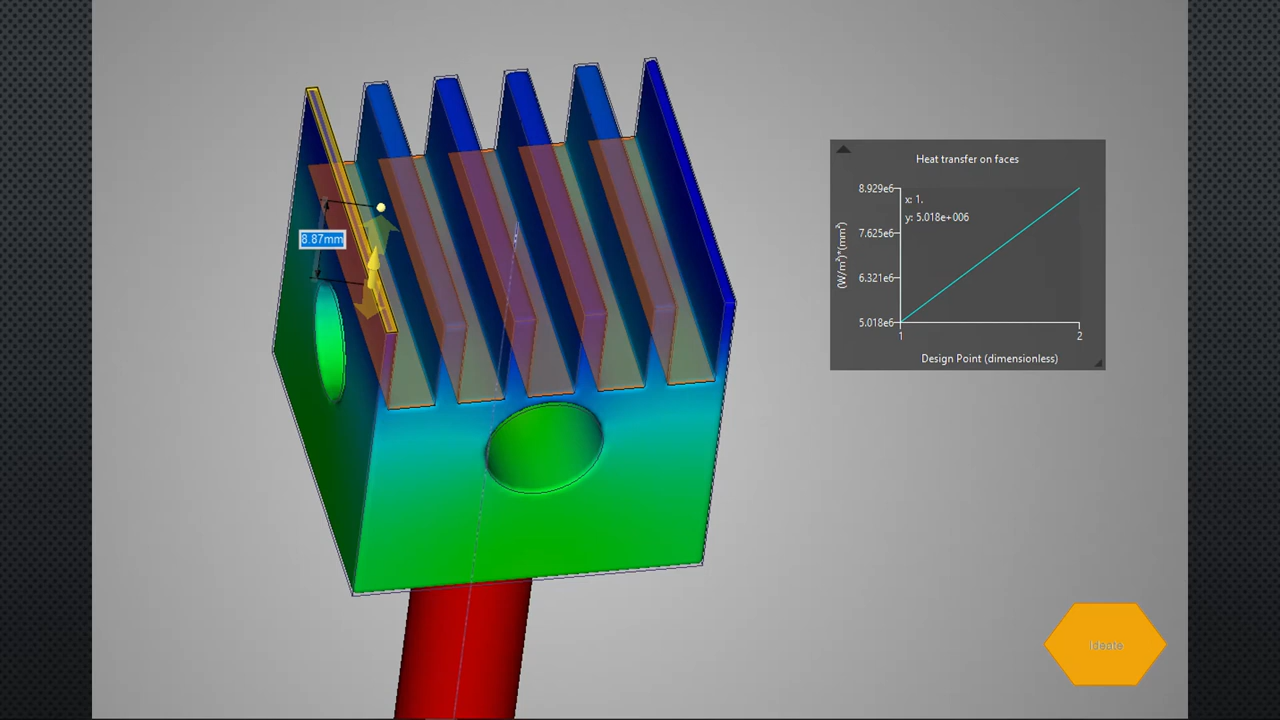 8.87mm
Heat transfer on faces
8.929e6
x: 1.
y: 5.018e+006
7.625e6
(W/m²)*(mm²)
6.321e6
5.018e6
1
2
Design Point (dimensionless)
Ideate